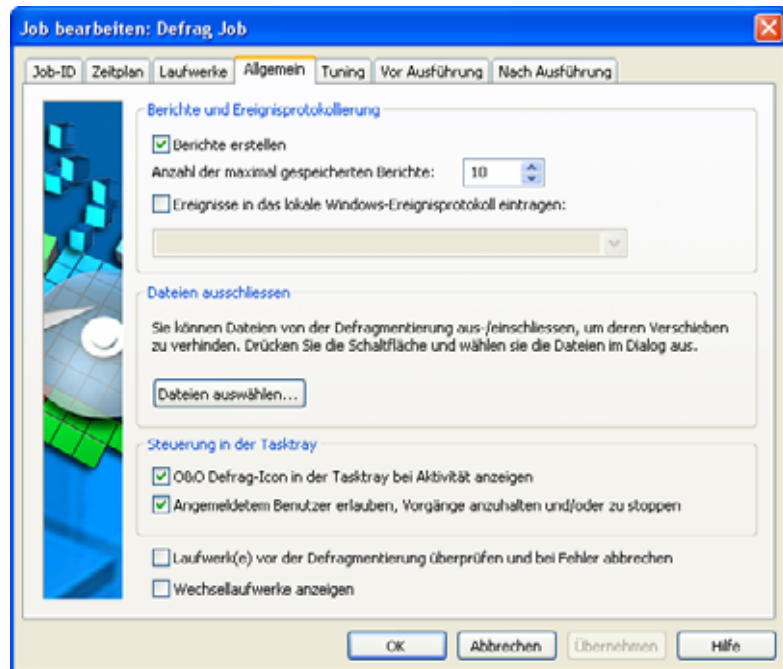 Job bearbeiten: Defrag Job
Job-ID Zeitplan Laufwerke Allgemein Tuning Vor Ausführung Nach Ausführung
Berichte und Ereignisprotokollierung
Berichte erstellen
Anzahl der maximal gespeicherten Berichte: 10
Ereignisse in das lokale Windows-Ereignisprotokoll eintragen:
Dateien ausschliessen
Sie können Dateien von der Defragmentierung aus-/einschliessen, um deren Verschieben
zu verhinden. Drücken Sie die Schaltfläche und wählen sie die Dateien im Dialog aus.
Dateien auswählen...
Steuerung in der Tasktray
O&O Defrag-Icon in der Tasktray bei Aktivität anzeigen
Angemeldetem Benutzer erlauben, Vorgänge anzuhalten und/oder zu stoppen
Laufwerk(e) vor der Defragmentierung überprüfen und bei Fehler abbrechen
Wechsellaufwerke anzeigen
OK Abbrechen Übernehmen Hilfe